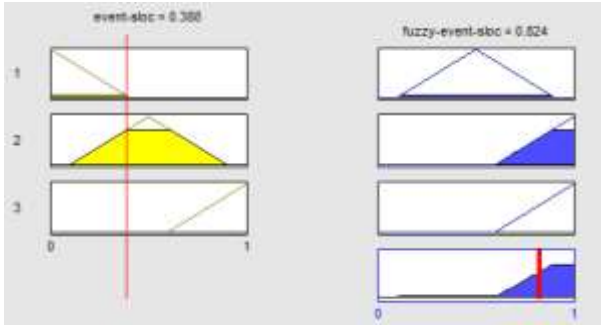 event-sloc = 0.388
fuzzy-event-sloc = 0.824
1
2
3
0 1
0 1